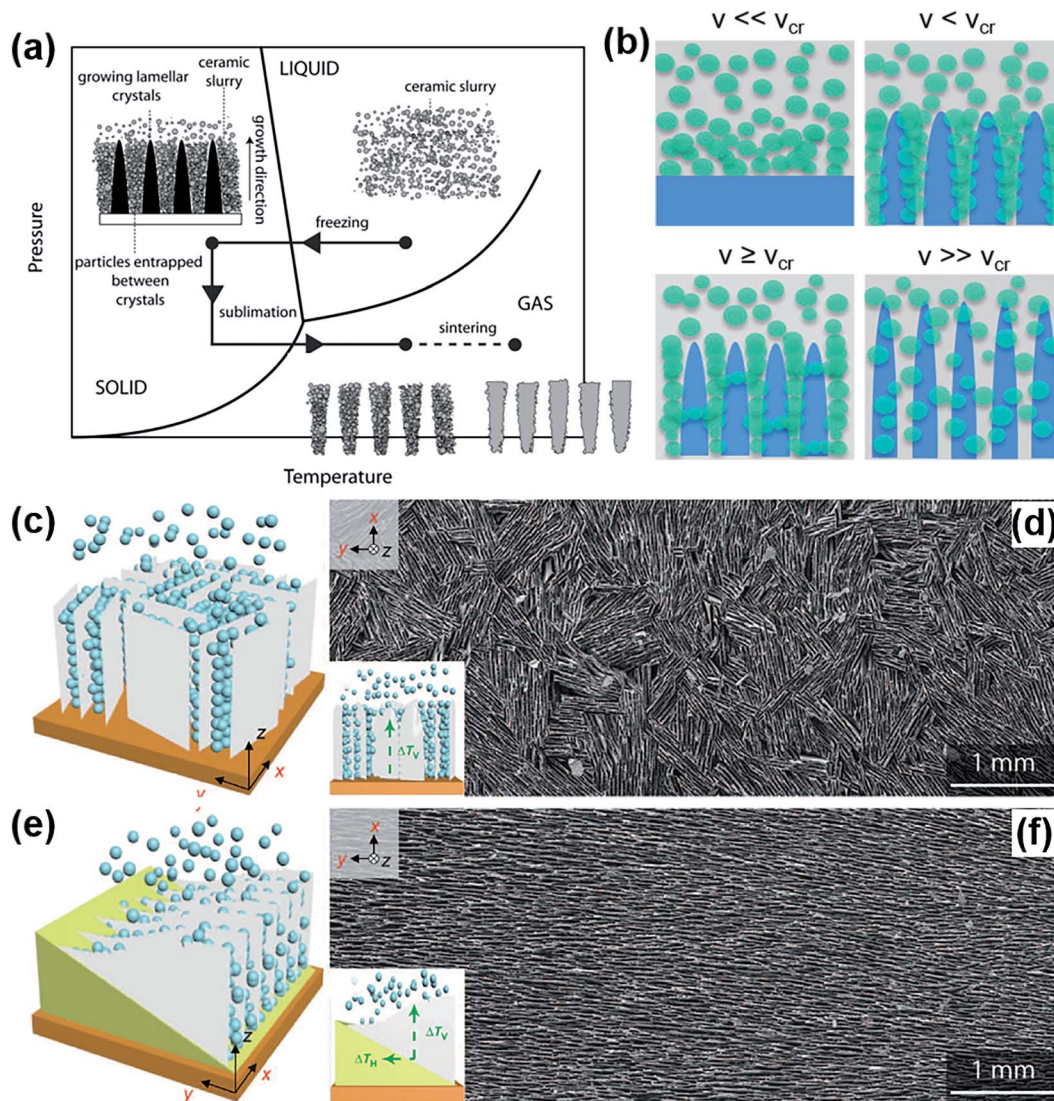 (a)
growing lamellar
crystals
ceramic
slurry
LIQUID
ceramic slurry
growth
direction
freezing
particles entrapped
between
crystals
sublimation
GAS
sintering
SOLID
Pressure
Temperature
(b)
v << vcr
v < vcr
v ≥ vcr
v >> vcr
(c)
z
x
y
ΔTV
(d)
x
y
z
1 mm
(e)
z
x
y
ΔTH
ΔTV
(f)
x
y
z
1 mm